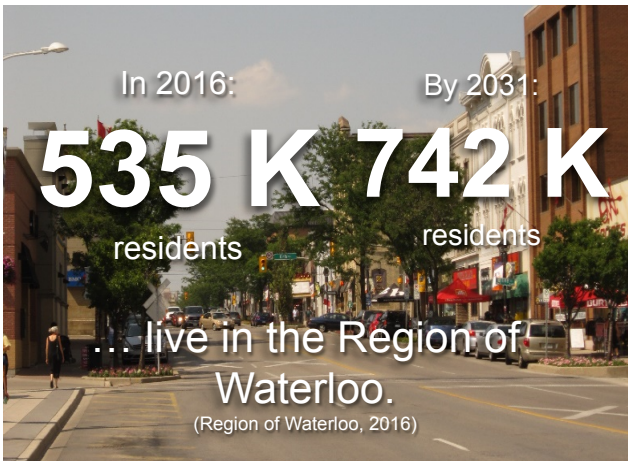 In 2016:
By 2031:
535 K
742 K
residents
residents
... live in the Region of
Waterloo.
(Region of Waterloo, 2016)